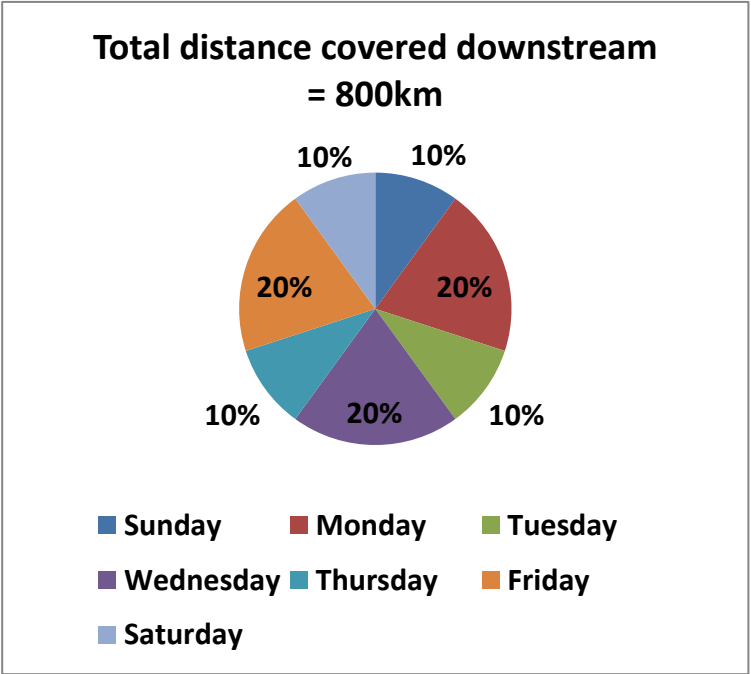 Total distance covered downstream
= 800km
10% 10%
20% 20%
10% 20% 10%
Sunday Monday Tuesday
Wednesday Thursday Friday
Saturday